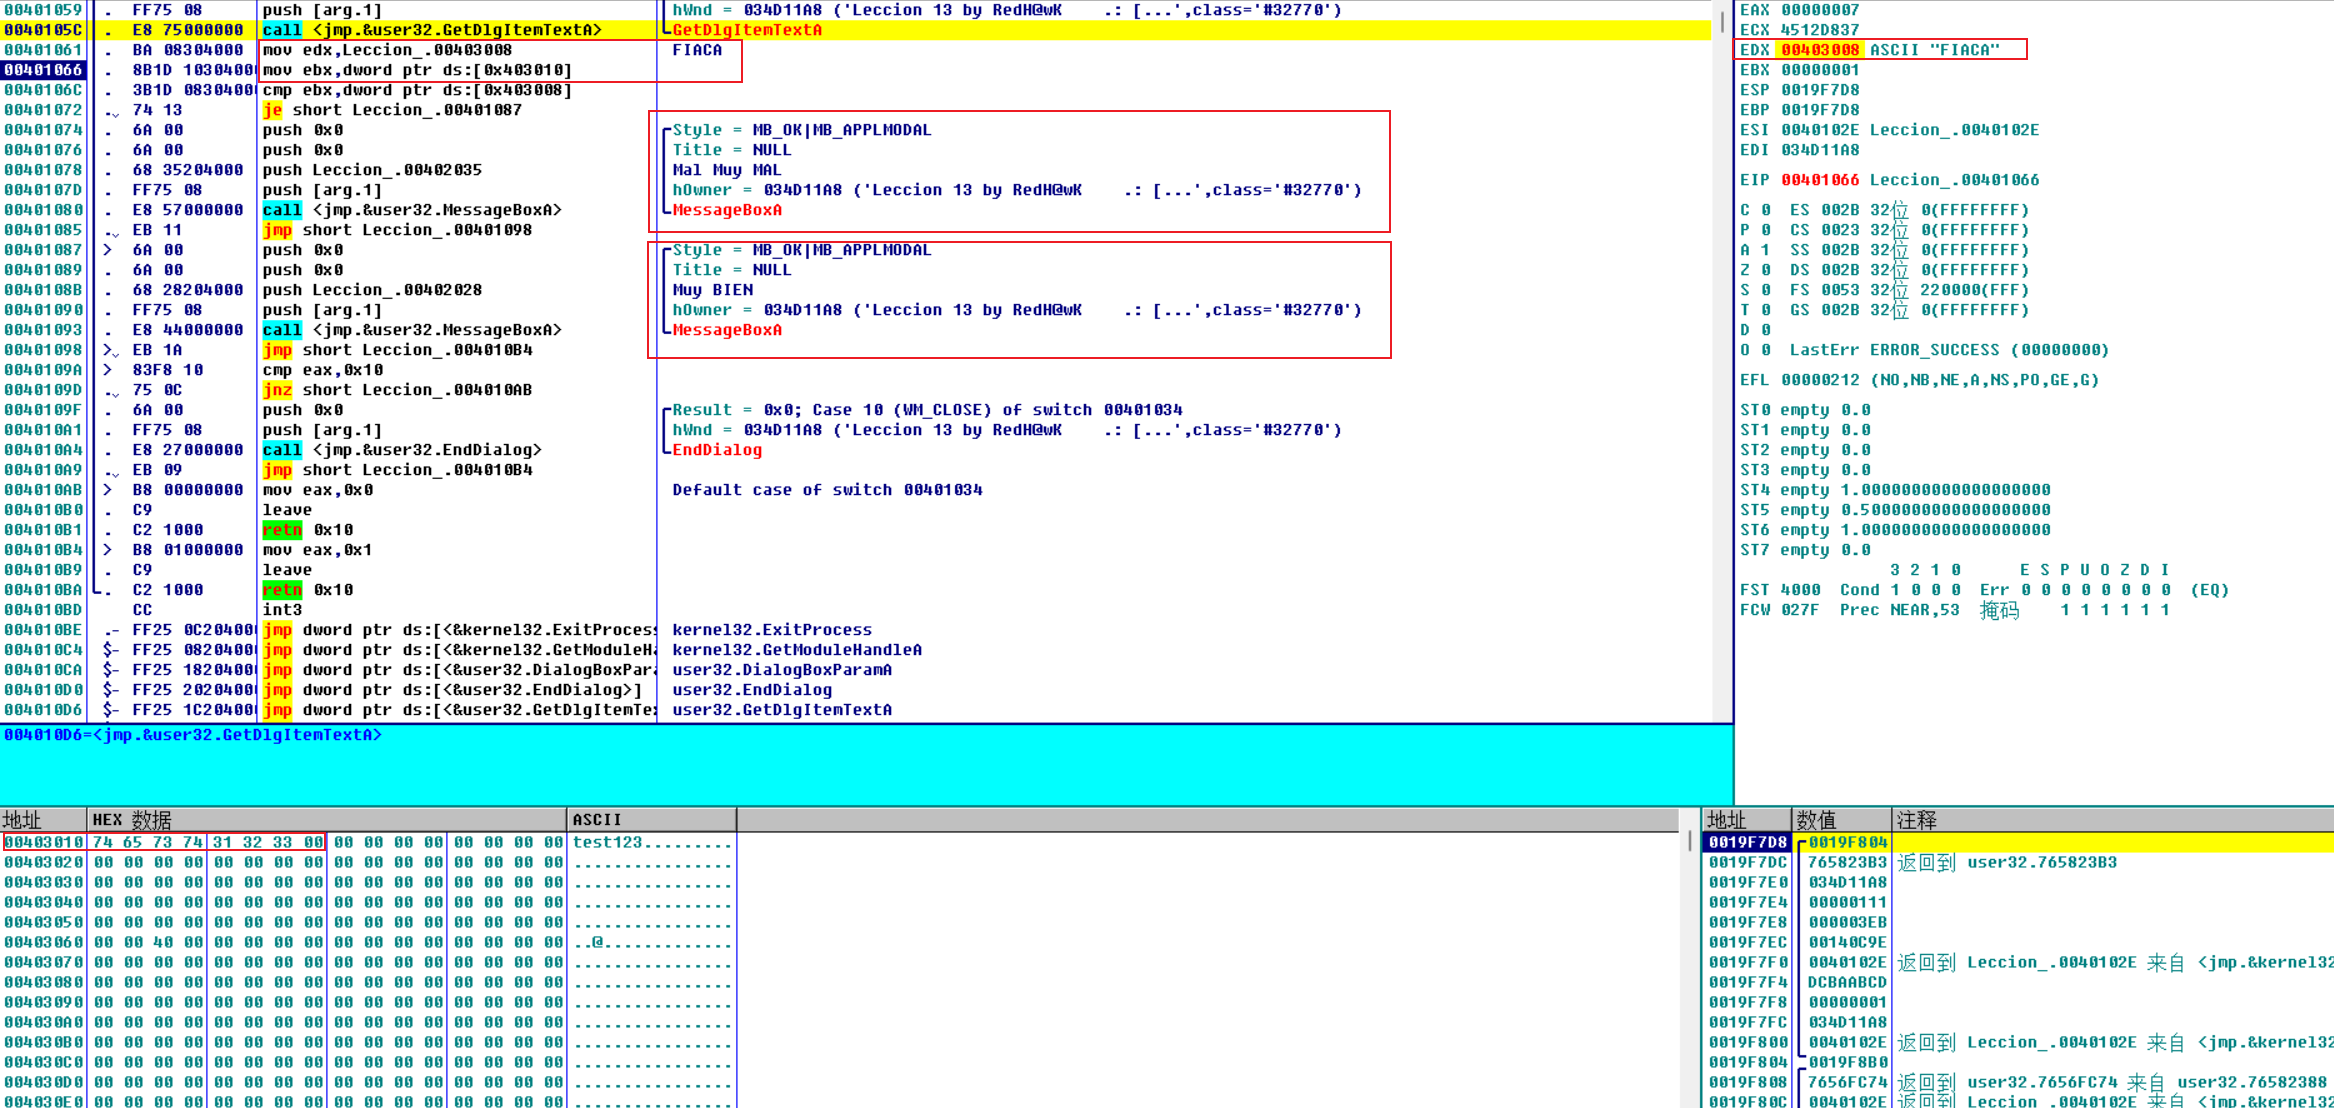 00401059 . FF75 08 push [arg.1] hWnd = 034D11A8 ('Leccion 13 by RedH@wK .: [...',class='#32770')
0040105C . E8 75000000 call <jmp.&user32.GetDlgItemTextA> GetDlgItemTextA
00401061 . BA 08304000 mov edx,Leccion_.00403008 FIACA
00401066 . 8B1D 1030400 mov ebx,dword ptr ds:[0x403010]
0040106C . 3B1D 0830400 cmp ebx,dword ptr ds:[0x403008]
00401072 . 74 13 je short Leccion_.00401087
00401074 . 6A 00 push 0x0 Style = MB_OK|MB_APPLMODAL
00401076 . 6A 00 push 0x0 Title = NULL
00401078 . 68 35204000 push Leccion_.00402035 Mal Muy MAL
0040107D . FF75 08 push [arg.1] hOwner = 034D11A8 ('Leccion 13 by RedH@wK .: [...',class='#32770')
00401080 . E8 57000000 call <jmp.&user32.MessageBoxA> MessageBoxA
00401085 . EB 11 jmp short Leccion_.00401098
00401087 > 6A 00 push 0x0 Style = MB_OK|MB_APPLMODAL
00401089 . 6A 00 push 0x0 Title = NULL
0040108B . 68 28204000 push Leccion_.00402028 Muy BIEN
00401090 . FF75 08 push [arg.1] hOwner = 034D11A8 ('Leccion 13 by RedH@wK .: [...',class='#32770')
00401093 . E8 44000000 call <jmp.&user32.MessageBoxA> MessageBoxA
00401098 > EB 1A jmp short Leccion_.004010B4
0040109A > 83F8 10 cmp eax,0x10
0040109D . 75 0C jnz short Leccion_.004010AB
0040109F . 6A 00 push 0x0 Result = 0x0; Case 10 (WM_CLOSE) of switch 00401034
004010A1 . FF75 08 push [arg.1] hWnd = 034D11A8 ('Leccion 13 by RedH@wK .: [...',class='#32770')
004010A4 . E8 27000000 call <jmp.&user32.EndDialog> EndDialog
004010A9 . EB 09 jmp short Leccion_.004010B4
004010AB > B8 00000000 mov eax,0x0 Default case of switch 00401034
004010B0 . C9 leave
004010B1 . C2 1000 retn 0x10
004010B4 > B8 01000000 mov eax,0x1
004010B9 . C9 leave
004010BA . C2 1000 retn 0x10
004010BD CC int3
004010BE .- FF25 0C20400 jmp dword ptr ds:[<&kernel32.ExitProces kernel32.ExitProcess
004010C4 $- FF25 0820400 jmp dword ptr ds:[<&kernel32.GetModuleH kernel32.GetModuleHandleA
004010CA $- FF25 1820400 jmp dword ptr ds:[<&user32.DialogBoxPar user32.DialogBoxParamA
004010D0 $- FF25 2020400 jmp dword ptr ds:[<&user32.EndDialog>] user32.EndDialog
004010D6 $- FF25 1C20400 jmp dword ptr ds:[<&user32.GetDlgItemTe user32.GetDlgItemTextA
004010D6=<jmp.&user32.GetDlgItemTextA>
EAX 00000007
ECX 4512D837
EDX 00403008 ASCII "FIACA"
EBX 00000001
ESP 0019F7D8
EBP 0019F7D8
ESI 0040102E Leccion_.0040102E
EDI 034D11A8
EIP 00401066 Leccion_.00401066
C 0 ES 002B 32位 0(FFFFFFFF)
P 0 CS 0023 32位 0(FFFFFFFF)
A 1 SS 002B 32位 0(FFFFFFFF)
Z 0 DS 002B 32位 0(FFFFFFFF)
S 0 FS 0053 32位 220000(FFF)
T 0 GS 002B 32位 0(FFFFFFFF)
D 0
O 0 LastErr ERROR_SUCCESS (00000000)
EFL 00000212 (NO,NB,NE,A,NS,PO,GE,G)
ST0 empty 0.0
ST1 empty 0.0
ST2 empty 0.0
ST3 empty 0.0
ST4 empty 1.0000000000000000000
ST5 empty 0.5000000000000000000
ST6 empty 1.0000000000000000000
ST7 empty 0.0
3 2 1 0 E S P U O Z D I
FST 4000 Cond 1 0 0 0 Err 0 0 0 0 0 0 0 0 (EQ)
FCW 027F Prec NEAR,53 掩码 1 1 1 1 1 1
地址 HEX 数据 ASCII
00403010 74 65 73 74 31 32 33 00 00 00 00 00 00 00 00 00 test123.........
00403020 00 00 00 00 00 00 00 00 00 00 00 00 00 00 00 00 ................
00403030 00 00 00 00 00 00 00 00 00 00 00 00 00 00 00 00 ................
00403040 00 00 00 00 00 00 00 00 00 00 00 00 00 00 00 00 ................
00403050 00 00 00 00 00 00 00 00 00 00 00 00 00 00 00 00 ................
00403060 00 00 40 00 00 00 00 00 00 00 00 00 00 00 00 00 ..@.............
00403070 00 00 00 00 00 00 00 00 00 00 00 00 00 00 00 00 ................
00403080 00 00 00 00 00 00 00 00 00 00 00 00 00 00 00 00 ................
00403090 00 00 00 00 00 00 00 00 00 00 00 00 00 00 00 00 ................
004030A0 00 00 00 00 00 00 00 00 00 00 00 00 00 00 00 00 ................
004030B0 00 00 00 00 00 00 00 00 00 00 00 00 00 00 00 00 ................
004030C0 00 00 00 00 00 00 00 00 00 00 00 00 00 00 00 00 ................
004030D0 00 00 00 00 00 00 00 00 00 00 00 00 00 00 00 00 ................
004030E0 00 00 00 00 00 00 00 00 00 00 00 00 00 00 00 00 ................
地址 数值 注释
0019F7D8 0019F804
0019F7DC 765823B3 返回到 user32.765823B3
0019F7E0 034D11A8
0019F7E4 00000111
0019F7E8 000003EB
0019F7EC 00140C9E
0019F7F0 0040102E 返回到 Leccion_.0040102E 来自 <jmp.&kernel32
0019F7F4 DCBAABCD
0019F7F8 00000001
0019F7FC 034D11A8
0019F800 0040102E 返回到 Leccion_.0040102E 来自 <jmp.&kernel32
0019F804 0019F8B0
0019F808 7656FC74 返回到 user32.7656FC74 来自 user32.76582388
0019F80C 0040102E 返回到 Leccion_.0040102E 来自 <jmp.&kernel32